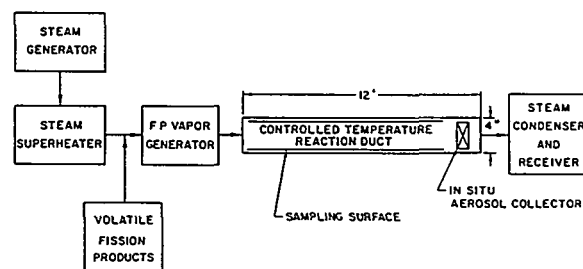 STEAM
GENERATOR
STEAM
SUPERHEATER
F P VAPOR
GENERATOR
VOLATILE
FISSION
PRODUCTS
12'
CONTROLLED TEMPERATURE
REACTION DUCT
4"
SAMPLING SURFACE
IN SITU
AEROSOL COLLECTOR
STEAM
CONDENSER
AND
RECEIVER